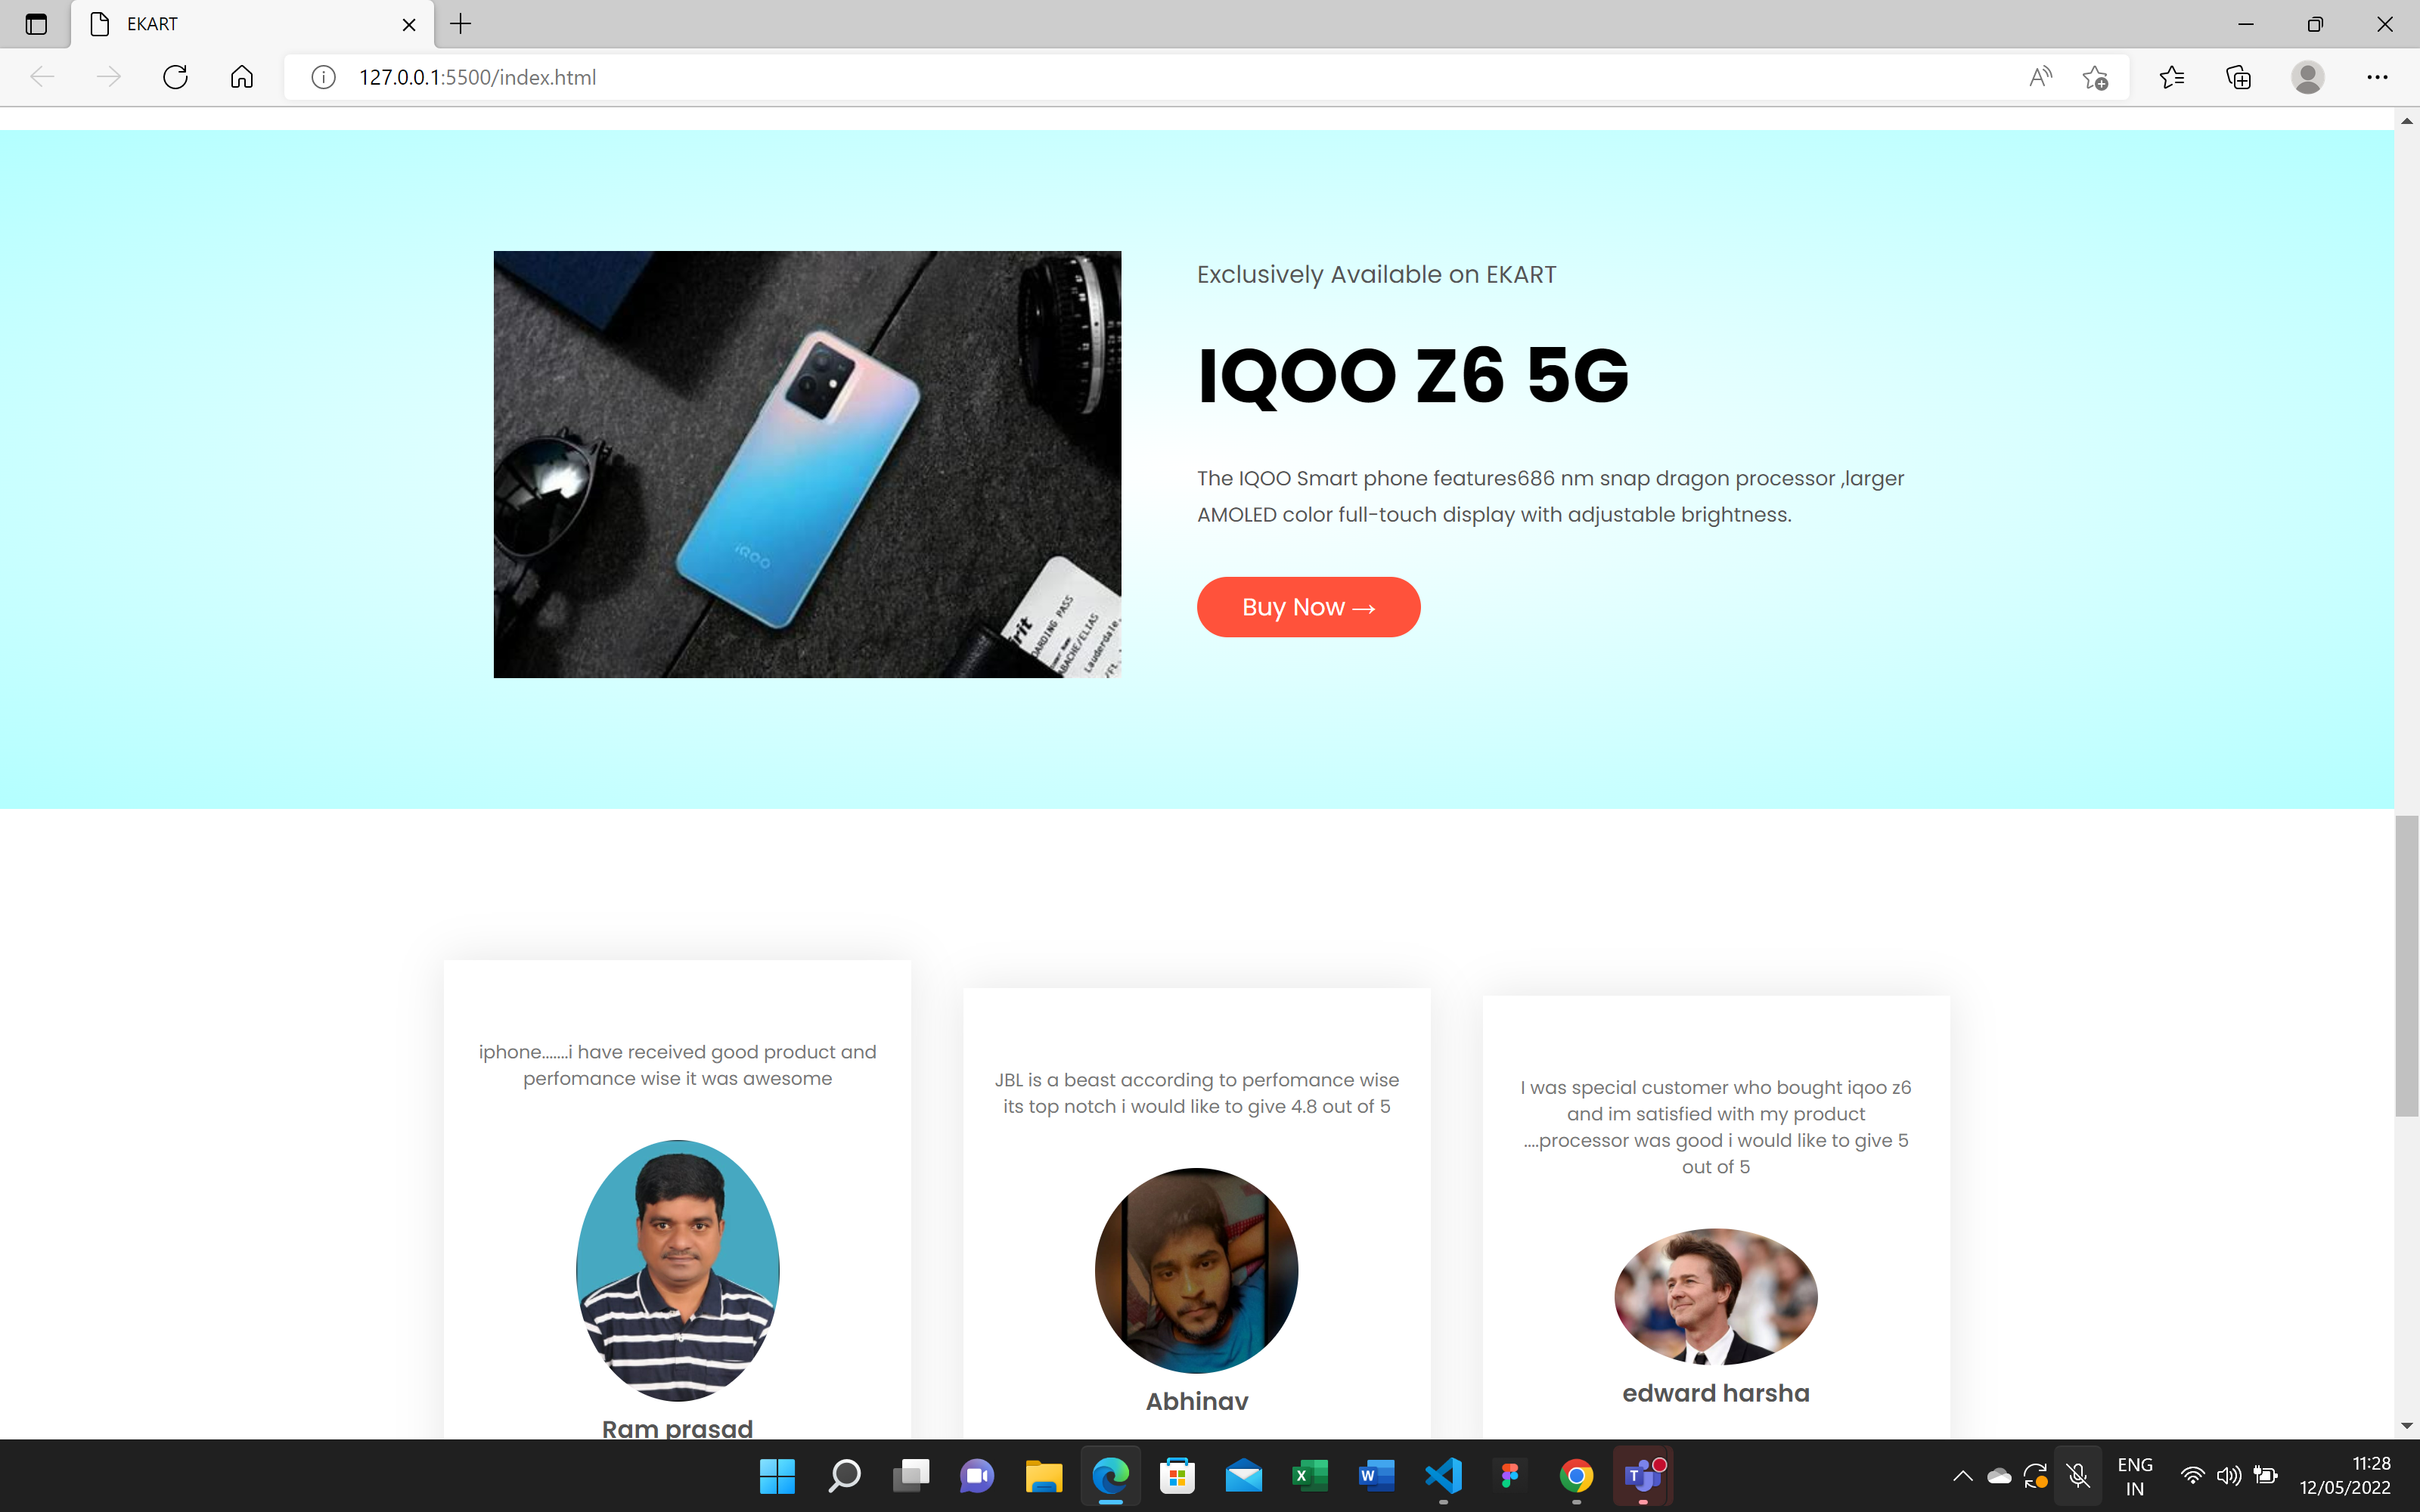 EKART
127.0.0.1:5500/index.html
Exclusively Available on EKART
IQOO Z6 5G
The IQOO Smart phone features686 nm snap dragon processor ,larger
AMOLED color full-touch display with adjustable brightness.
Buy Now →
iQOO
BOARDING PASS
Lauderdale,
iphone.......i have received good product and
perfomance wise it was awesome
Ram prasad
JBL is a beast according to perfomance wise
its top notch i would like to give 4.8 out of 5
Abhinav
I was special customer who bought iqoo z6
and im satisfied with my product
....processor was good i would like to give 5
out of 5
edward harsha
ENG
IN
11:28
12/05/2022